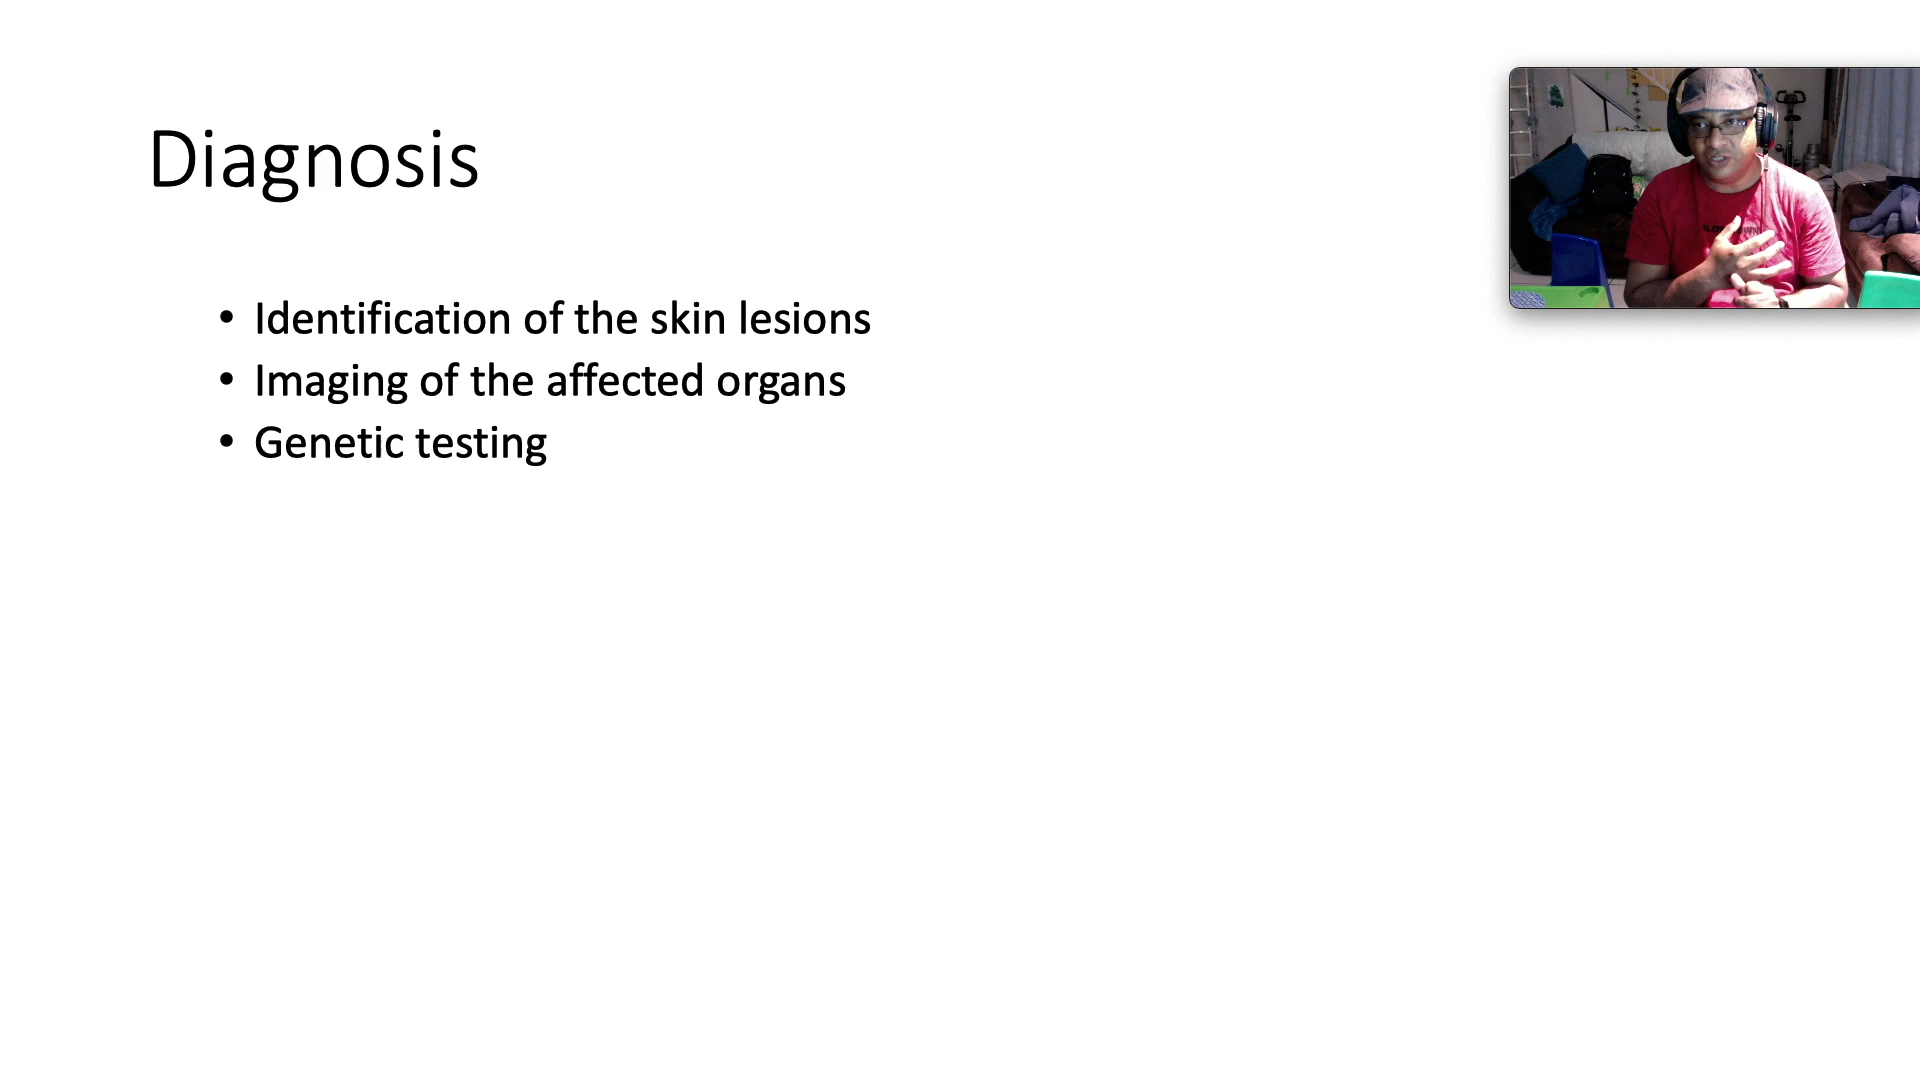 Diagnosis
• Identification of the skin lesions
• Imaging of the affected organs
• Genetic testing